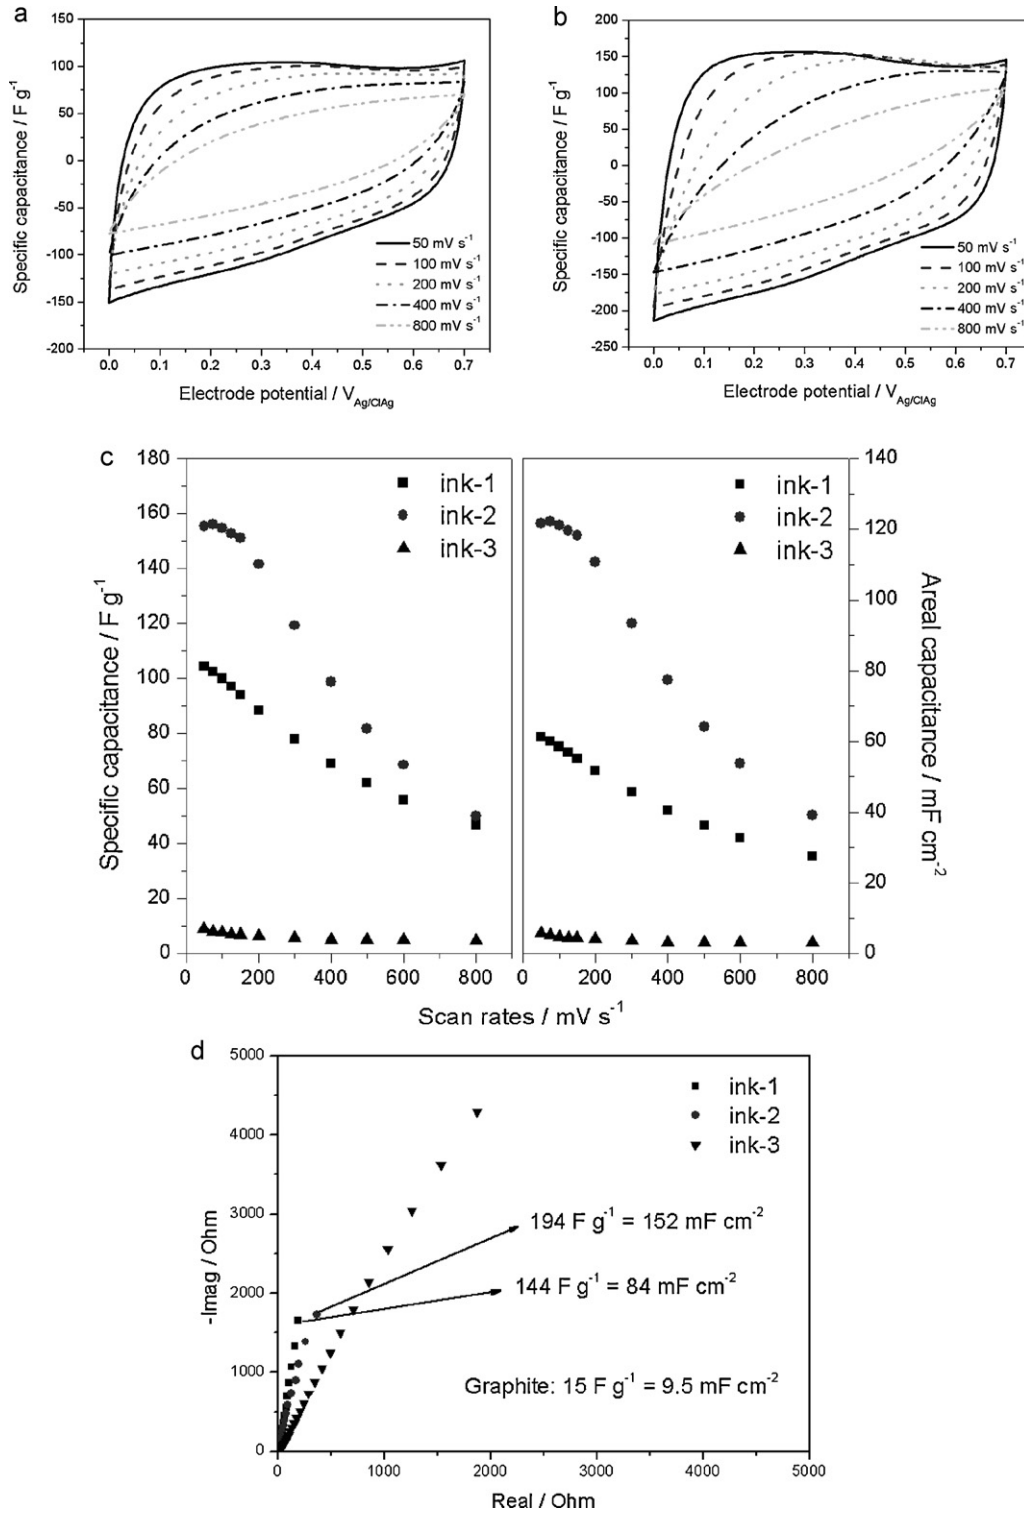 a
150
100
50
0
-50
-100
-150
-200
0.0 0.1 0.2 0.3 0.4 0.5 0.6 0.7
Specific capacitance / F g⁻¹
Electrode potential / V_Ag/ClAg
50 mV s⁻¹
100 mV s⁻¹
200 mV s⁻¹
400 mV s⁻¹
800 mV s⁻¹
b
200
150
100
50
0
-50
-100
-150
-200
-250
0.0 0.1 0.2 0.3 0.4 0.5 0.6 0.7
Specific capacitance / F g⁻¹
Electrode potential / V_Ag/ClAg
50 mV s⁻¹
100 mV s⁻¹
200 mV s⁻¹
400 mV s⁻¹
800 mV s⁻¹
c
180
160
140
120
100
80
60
40
20
0
Specific capacitance / F g⁻¹
ink-1
ink-2
ink-3
0 200 400 600 800
ink-1
ink-2
ink-3
0 200 400 600 800
140
120
100
80
60
40
20
0
Areal capacitance / mF cm⁻²
Scan rates / mV s⁻¹
d
5000
4000
3000
2000
1000
0
-Imag / Ohm
ink-1
ink-2
ink-3
194 F g⁻¹ = 152 mF cm⁻²
144 F g⁻¹ = 84 mF cm⁻²
Graphite: 15 F g⁻¹ = 9.5 mF cm⁻²
0 1000 2000 3000 4000 5000
Real / Ohm